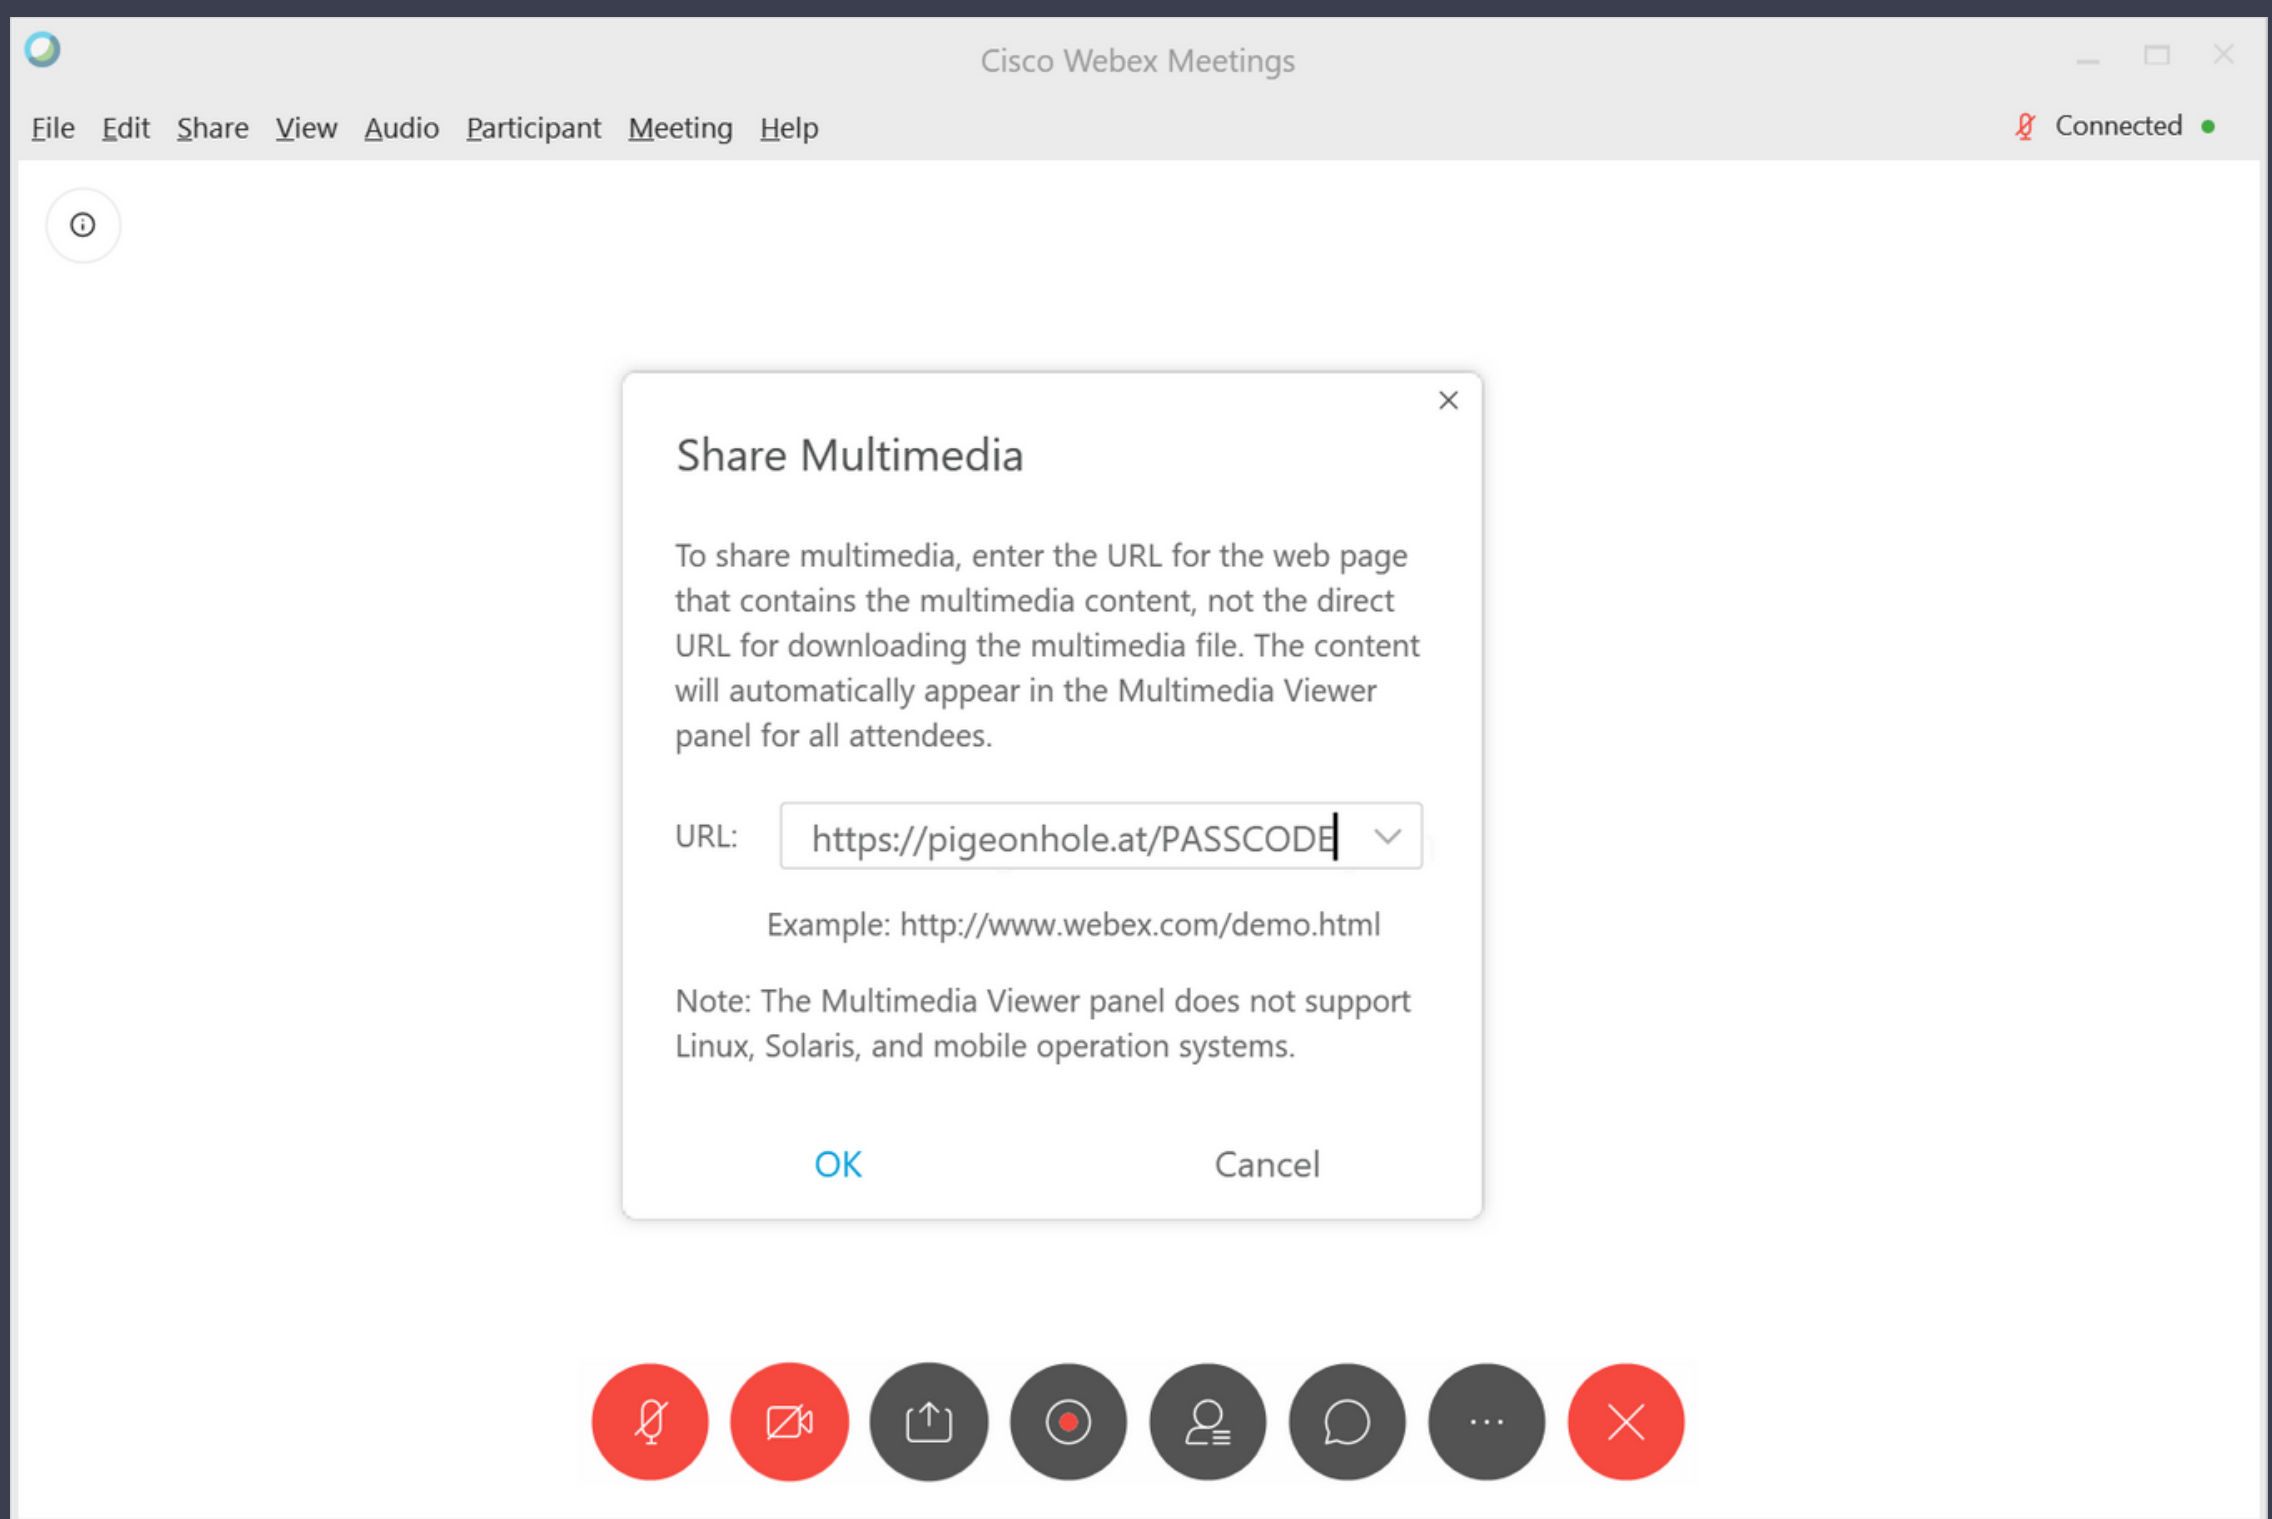 Cisco Webex Meetings
File Edit Share View Audio Participant Meeting Help
Connected
Share Multimedia
To share multimedia, enter the URL for the web page
that contains the multimedia content, not the direct
URL for downloading the multimedia file. The content
will automatically appear in the Multimedia Viewer
panel for all attendees.
URL: https://pigeonhole.at/PASSCODE
Example: http://www.webex.com/demo.html
Note: The Multimedia Viewer panel does not support
Linux, Solaris, and mobile operation systems.
OK Cancel